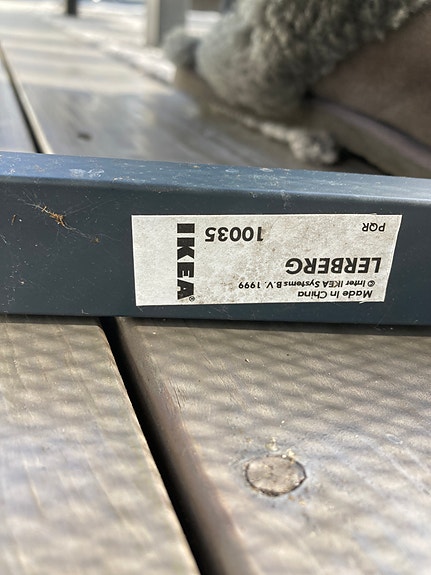 Made in China
© Inter IKEA Systems B.V. 1999
LERBERG
PQR
10035
IKEA®